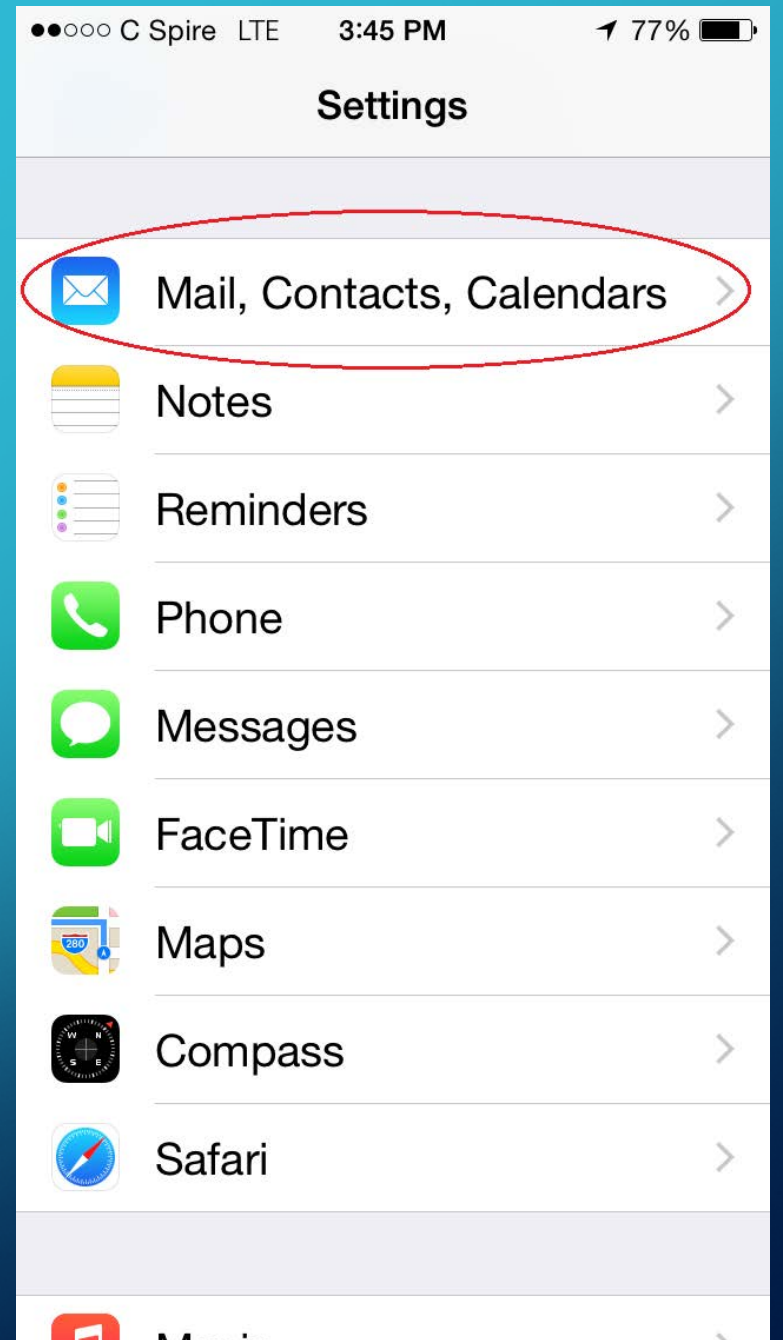 C Spire LTE 3:45 PM 77%
Settings
Mail, Contacts, Calendars
Notes
Reminders
Phone
Messages
FaceTime
280
Maps
W N
S E
Compass
Safari